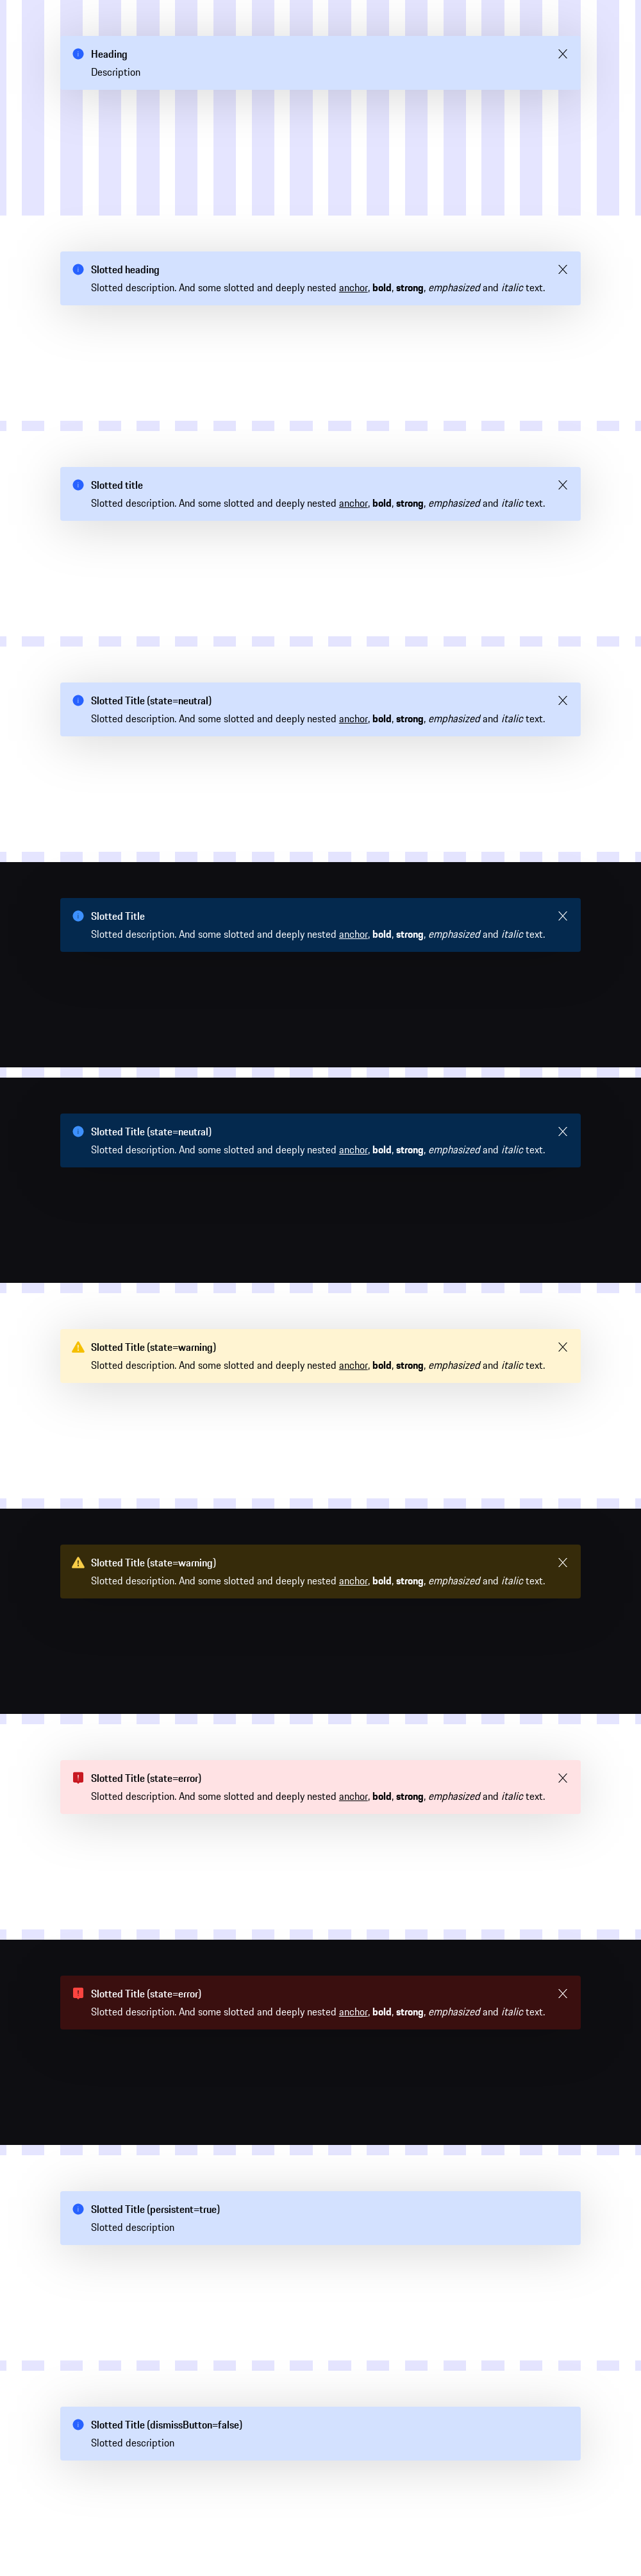 Heading
Description
Slotted heading
Slotted description. And some slotted and deeply nested anchor, bold, strong, emphasized and italic text.
Slotted title
Slotted description. And some slotted and deeply nested anchor, bold, strong, emphasized and italic text.
Slotted Title (state=neutral)
Slotted description. And some slotted and deeply nested anchor, bold, strong, emphasized and italic text.
Slotted Title
Slotted description. And some slotted and deeply nested anchor, bold, strong, emphasized and italic text.
Slotted Title (state=neutral)
Slotted description. And some slotted and deeply nested anchor, bold, strong, emphasized and italic text.
Slotted Title (state=warning)
Slotted description. And some slotted and deeply nested anchor, bold, strong, emphasized and italic text.
Slotted Title (state=warning)
Slotted description. And some slotted and deeply nested anchor, bold, strong, emphasized and italic text.
Slotted Title (state=error)
Slotted description. And some slotted and deeply nested anchor, bold, strong, emphasized and italic text.
Slotted Title (state=error)
Slotted description. And some slotted and deeply nested anchor, bold, strong, emphasized and italic text.
Slotted Title (persistent=true)
Slotted description
Slotted Title (dismissButton=false)
Slotted description